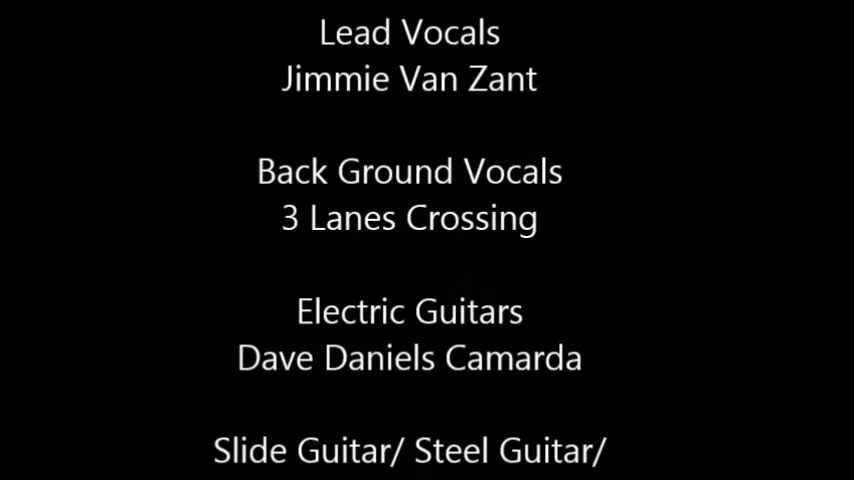 Lead Vocals
Jimmie Van Zant
Back Ground Vocals
3 Lanes Crossing
Electric Guitars
Dave Daniels Camarda
Slide Guitar/ Steel Guitar/